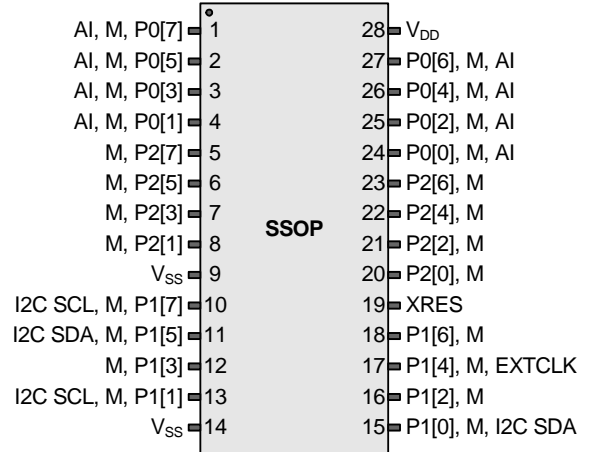 AI, M, P0[7] 1 28 V_DD
AI, M, P0[5] 2 27 P0[6], M, AI
AI, M, P0[3] 3 26 P0[4], M, AI
AI, M, P0[1] 4 25 P0[2], M, AI
M, P2[7] 5 24 P0[0], M, AI
M, P2[5] 6 23 P2[6], M
M, P2[3] 7 22 P2[4], M
SSOP
M, P2[1] 8 21 P2[2], M
V_SS 9 20 P2[0], M
I2C SCL, M, P1[7] 10 19 XRES
I2C SDA, M, P1[5] 11 18 P1[6], M
M, P1[3] 12 17 P1[4], M, EXTCLK
I2C SCL, M, P1[1] 13 16 P1[2], M
V_SS 14 15 P1[0], M, I2C SDA